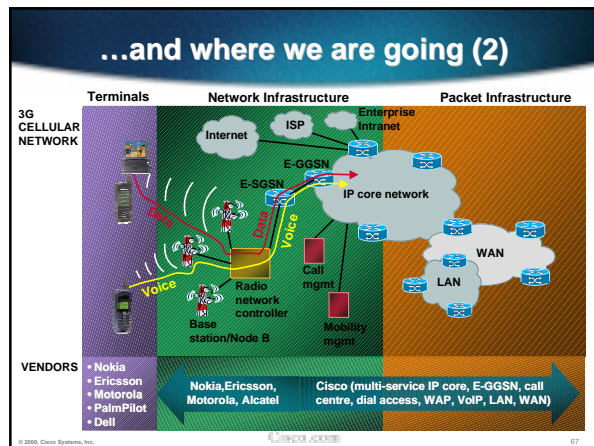 …and where we are going (2)
Terminals
Network Infrastructure
Packet Infrastructure
3G
CELLULAR
NETWORK
Internet
ISP
Enterprise
Intranet
E-GGSN
E-SGSN
IP core network
Data
Data
Voice
Voice
WAN
LAN
Call
mgmt
Radio
network
controller
Base
station/Node B
Mobility
mgmt
VENDORS
• Nokia
• Ericsson
• Motorola
• PalmPilot
• Dell
Nokia,Ericsson,
Motorola, Alcatel
Cisco (multi-service IP core, E-GGSN, call
centre, dial access, WAP, VoIP, LAN, WAN)
© 2000, Cisco Systems, Inc.
Cisco.com
67